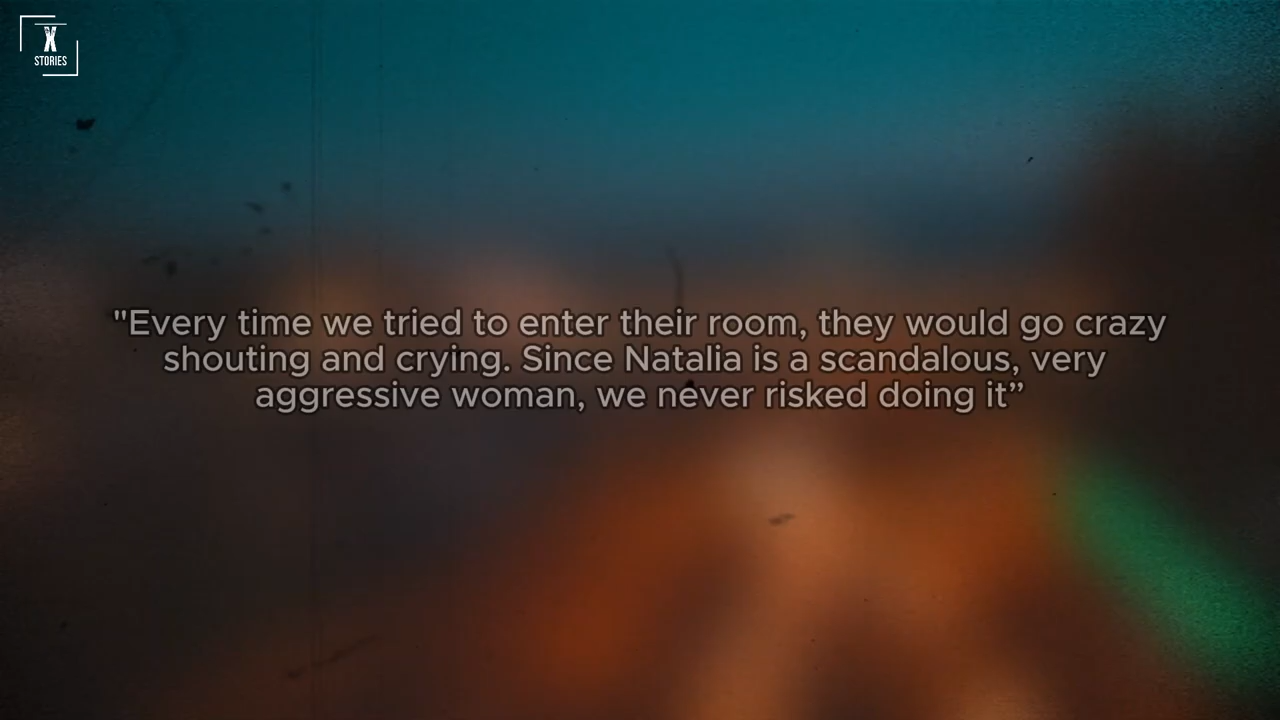 X
STORIES
"Every time we tried to enter their room, they would go crazy
shouting and crying. Since Natalia is a scandalous, very
aggressive woman, we never risked doing it”